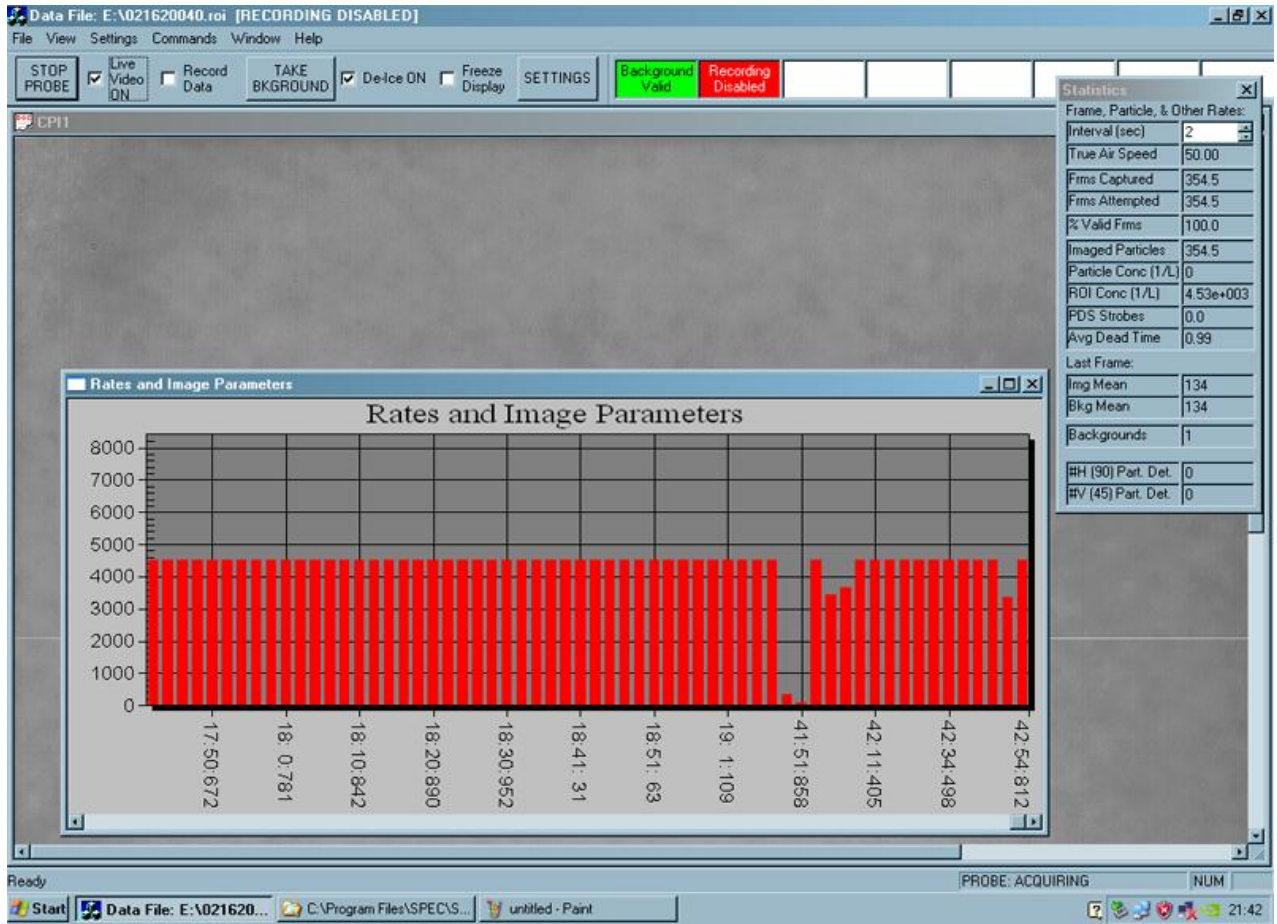 Data File: E:\021620040.roi [RECORDING DISABLED]
File View Settings Commands Window Help
STOP PROBE
Live Video ON
Record Data
TAKE BKGROUND
De-Ice ON
Freeze Display
SETTINGS
Background Valid
Recording Disabled
Statistics
Frame, Particle, & Other Rates:
Interval (sec) 2
True Air Speed 50.00
Frms Captured 354.5
Frms Attempted 354.5
% Valid Frms 100.0
Imaged Particles 354.5
Particle Conc (1/L) 0
ROI Conc (1/L) 4.53e+003
PDS Strobes 0.0
Avg Dead Time 0.99
Last Frame:
Img Mean 134
Bkg Mean 134
Backgrounds 1
#H (90) Part. Det. 0
#V (45) Part. Det. 0
CPI1
Rates and Image Parameters
Rates and Image Parameters
8000
7000
6000
5000
4000
3000
2000
1000
0
17:50:672
18: 0:781
18:10:842
18:20:890
18:30:952
18:41: 31
18:51: 63
19: 1:109
41:51:858
42:11:405
42:34:498
42:54:812
Ready
PROBE: ACQUIRING
NUM
Start
Data File: E:\021620...
C:\Program Files\SPEC\S...
untitled - Paint
21:42